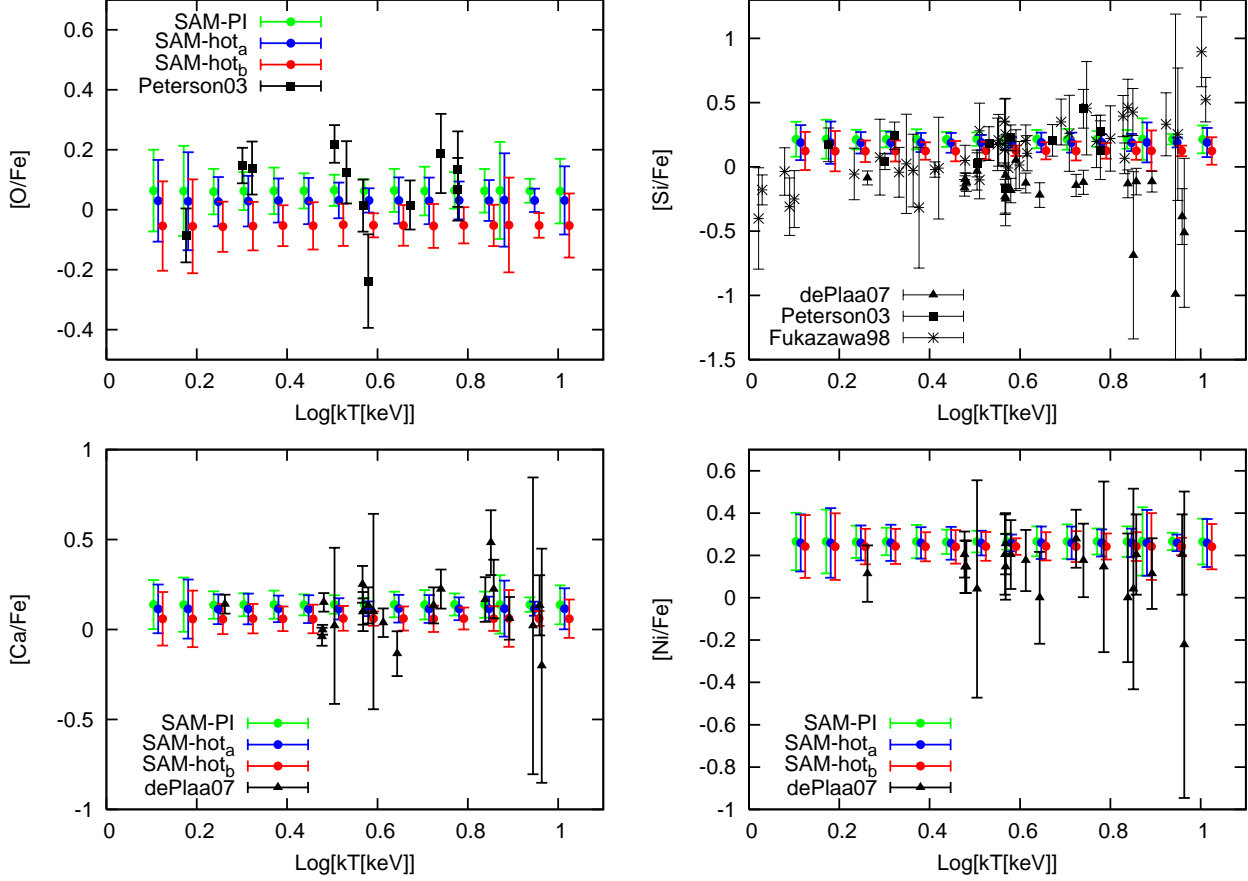 0.6
0.4
0.2
0
-0.2
-0.4
[O/Fe]
SAM-PI
SAM-hot_a
SAM-hot_b
Peterson03
0 0.2 0.4 0.6 0.8 1
Log[kT[keV]]
1
0.5
0
-0.5
-1
-1.5
[Si/Fe]
dePlaa07
Peterson03
Fukazawa98
0 0.2 0.4 0.6 0.8 1
Log[kT[keV]]
1
0.5
0
-0.5
-1
[Ca/Fe]
SAM-PI
SAM-hot_a
SAM-hot_b
dePlaa07
0 0.2 0.4 0.6 0.8 1
Log[kT[keV]]
0.6
0.4
0.2
0
-0.2
-0.4
-0.6
-0.8
-1
[Ni/Fe]
SAM-PI
SAM-hot_a
SAM-hot_b
dePlaa07
0 0.2 0.4 0.6 0.8 1
Log[kT[keV]]